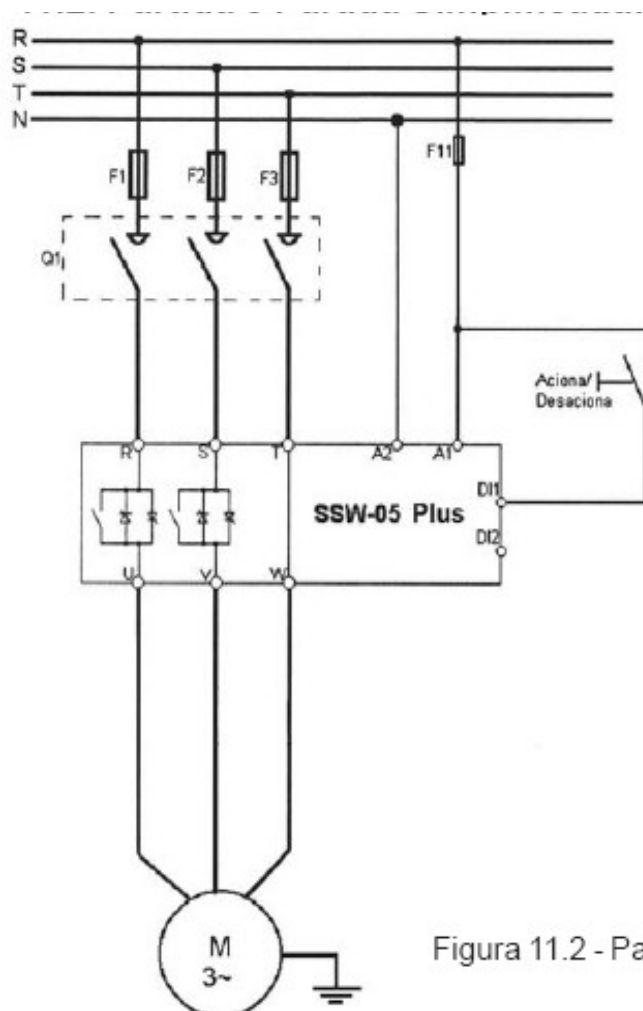 R
S
T
N
F1
F2
F3
F11
Q1
Aciona/
Desaciona
R
S
T
A2
A1
SSW-05 Plus
DI1
DI2
U
V
W
M
3~
Figura 11.2 - Pa